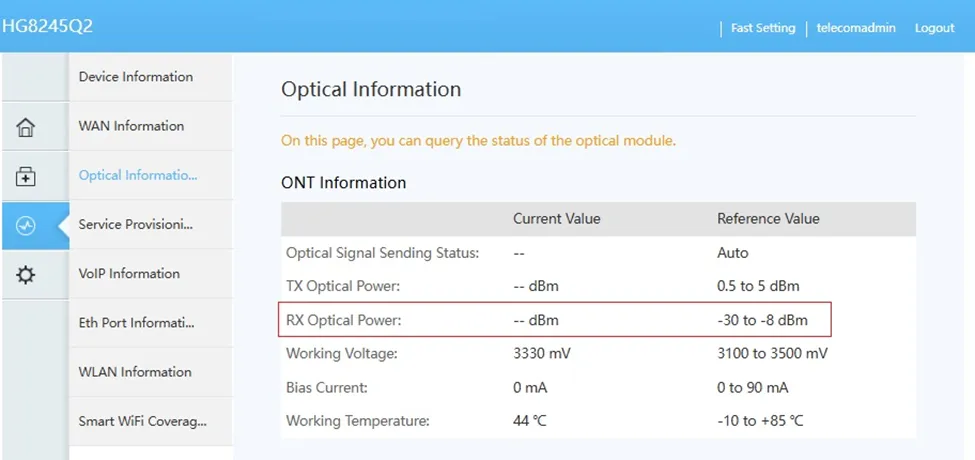 HG8245Q2
Fast Setting
telecomadmin
Logout
Device Information
WAN Information
Optical Informatio...
Service Provisioni...
VoIP Information
Eth Port Informati...
WLAN Information
Smart WiFi Coverag...
Optical Information
On this page, you can query the status of the optical module.
ONT Information
Current Value Reference Value
Optical Signal Sending Status: -- Auto
TX Optical Power: -- dBm 0.5 to 5 dBm
RX Optical Power: -- dBm -30 to -8 dBm
Working Voltage: 3330 mV 3100 to 3500 mV
Bias Current: 0 mA 0 to 90 mA
Working Temperature: 44 ℃ -10 to +85 ℃